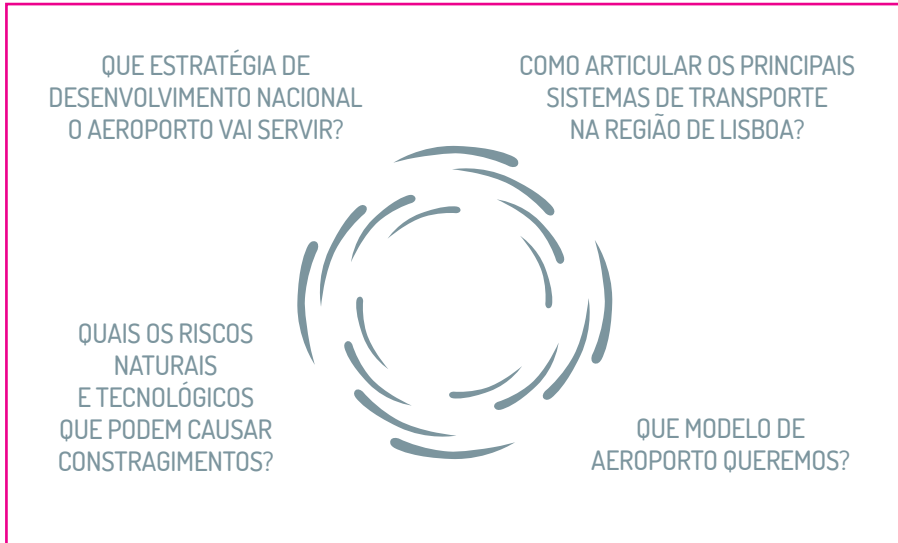 QUE ESTRATÉGIA DE
DESENVOLVIMENTO NACIONAL
O AEROPORTO VAI SERVIR?
COMO ARTICULAR OS PRINCIPAIS
SISTEMAS DE TRANSPORTE
NA REGIÃO DE LISBOA?
QUAIS OS RISCOS
NATURAIS
E TECNOLÓGICOS
QUE PODEM CAUSAR
CONSTRAGIMENTOS?
QUE MODELO DE
AEROPORTO QUEREMOS?